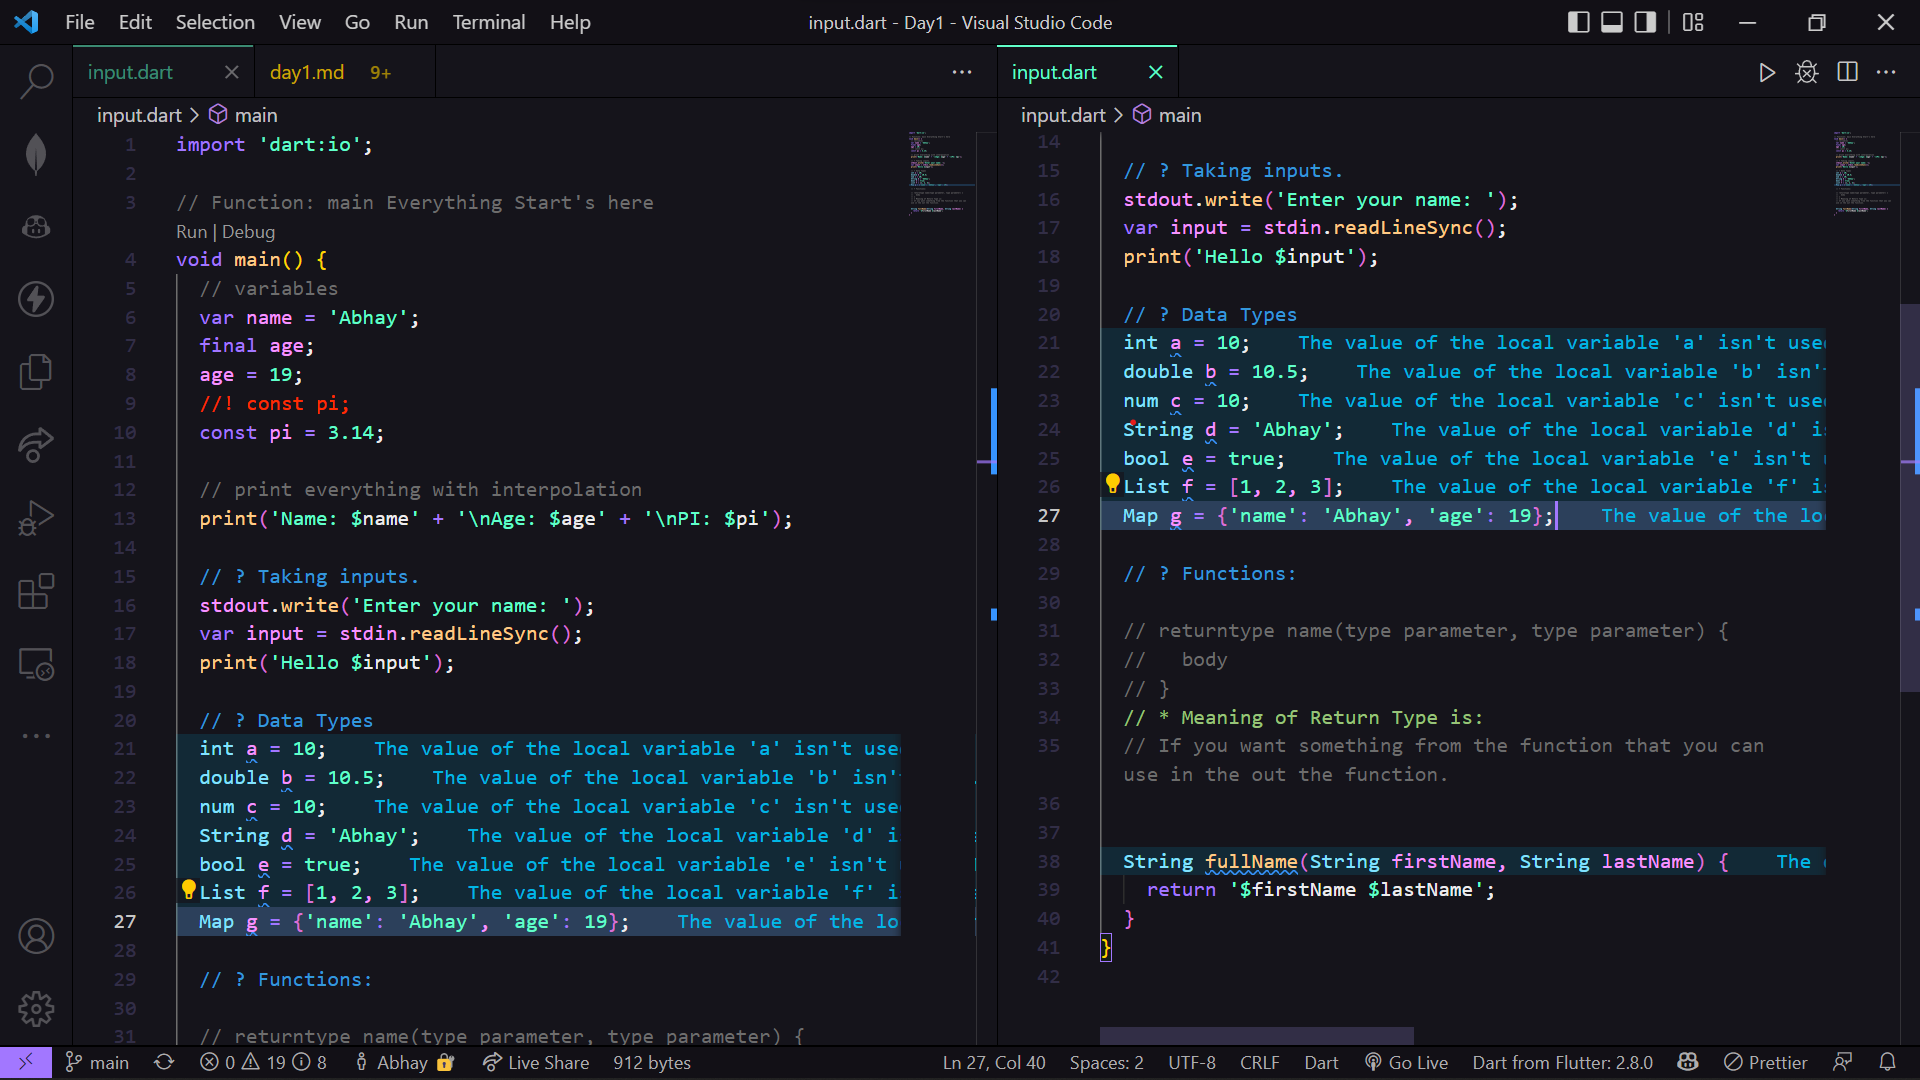 File Edit Selection View Go Run Terminal Help
input.dart - Day1 - Visual Studio Code
input.dart day1.md 9+
input.dart > main
1 import 'dart:io';
2
3 // Function: main Everything Start's here
Run | Debug
4 void main() {
5 // variables
6 var name = 'Abhay';
7 final age;
8 age = 19;
9 //! const pi;
10 const pi = 3.14;
11
12 // print everything with interpolation
13 print('Name: $name' + '\nAge: $age' + '\nPI: $pi');
14
15 // ? Taking inputs.
16 stdout.write('Enter your name: ');
17 var input = stdin.readLineSync();
18 print('Hello $input');
19
20 // ? Data Types
21 int a = 10; The value of the local variable 'a' isn't used
22 double b = 10.5; The value of the local variable 'b' isn'
23 num c = 10; The value of the local variable 'c' isn't used
24 String d = 'Abhay'; The value of the local variable 'd' i
25 bool e = true; The value of the local variable 'e' isn't
26 List f = [1, 2, 3]; The value of the local variable 'f' i
27 Map g = {'name': 'Abhay', 'age': 19}; The value of the lo
28
29 // ? Functions:
30
31 // returntype name(type parameter, type parameter) {
input.dart
input.dart > main
14
15 // ? Taking inputs.
16 stdout.write('Enter your name: ');
17 var input = stdin.readLineSync();
18 print('Hello $input');
19
20 // ? Data Types
21 int a = 10; The value of the local variable 'a' isn't used
22 double b = 10.5; The value of the local variable 'b' isn'
23 num c = 10; The value of the local variable 'c' isn't used
24 String d = 'Abhay'; The value of the local variable 'd' i
25 bool e = true; The value of the local variable 'e' isn't
26 List f = [1, 2, 3]; The value of the local variable 'f' i
27 Map g = {'name': 'Abhay', 'age': 19}; The value of the lo
28
29 // ? Functions:
30
31 // returntype name(type parameter, type parameter) {
32 //   body
33 // }
34 // * Meaning of Return Type is:
35 // If you want something from the function that you can
use in the out the function.
36
37
38 String fullName(String firstName, String lastName) { The
39 return '$firstName $lastName';
40 }
41 }
42
main 0 19 8 Abhay Live Share 912 bytes Ln 27, Col 40 Spaces: 2 UTF-8 CRLF Dart Go Live Dart from Flutter: 2.8.0 Prettier